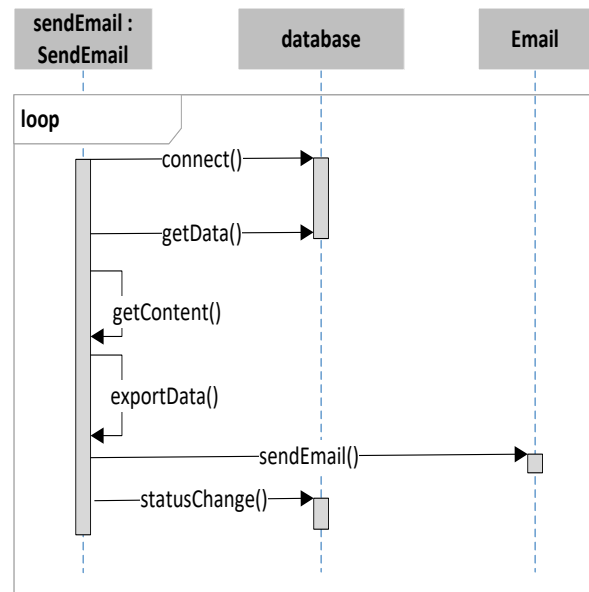 sendEmail :
SendEmail
database
Email
loop
connect()
getData()
getContent()
exportData()
sendEmail()
statusChange()